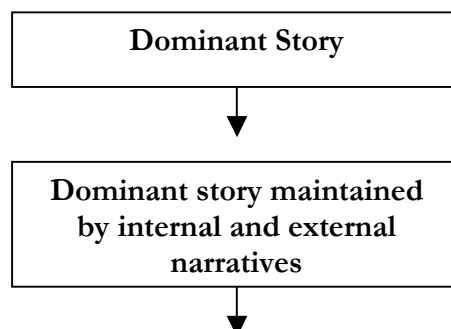 Dominant Story
Dominant story maintained
by internal and external
narratives